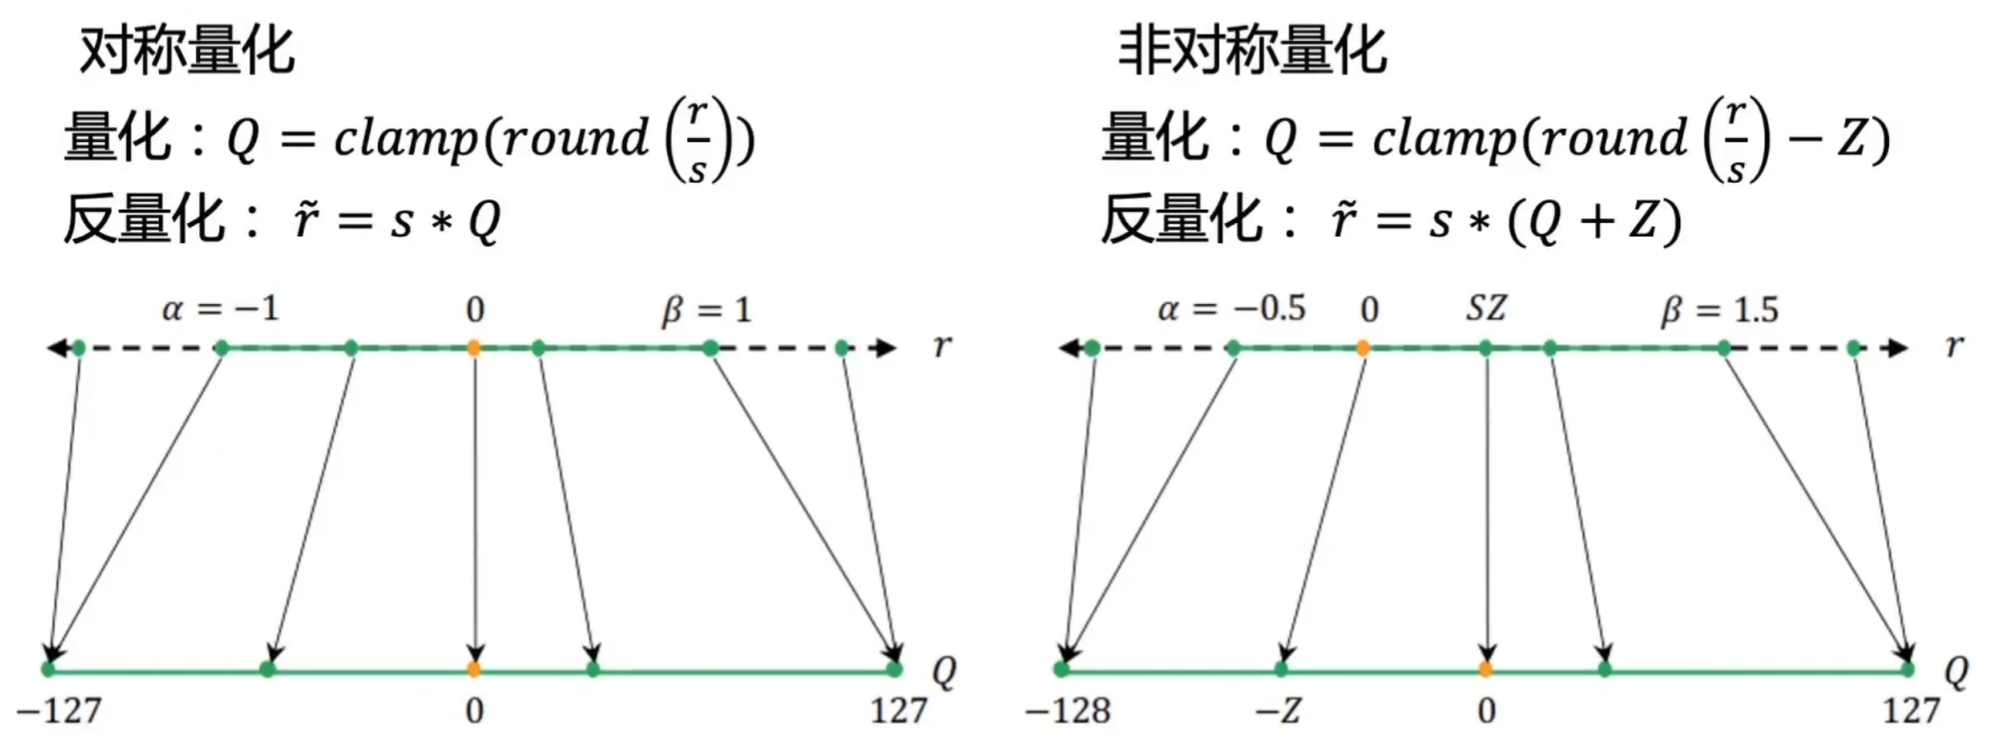 对称量化
量化：Q = clamp(round(r/s))
反量化： r̃ = s ∗ Q
α = −1 0 β = 1
r
Q
−127 0 127
非对称量化
量化：Q = clamp(round(r/s) − Z)
反量化： r̃ = s ∗ (Q + Z)
α = −0.5 0 SZ β = 1.5
r
Q
−128 −Z 0 127